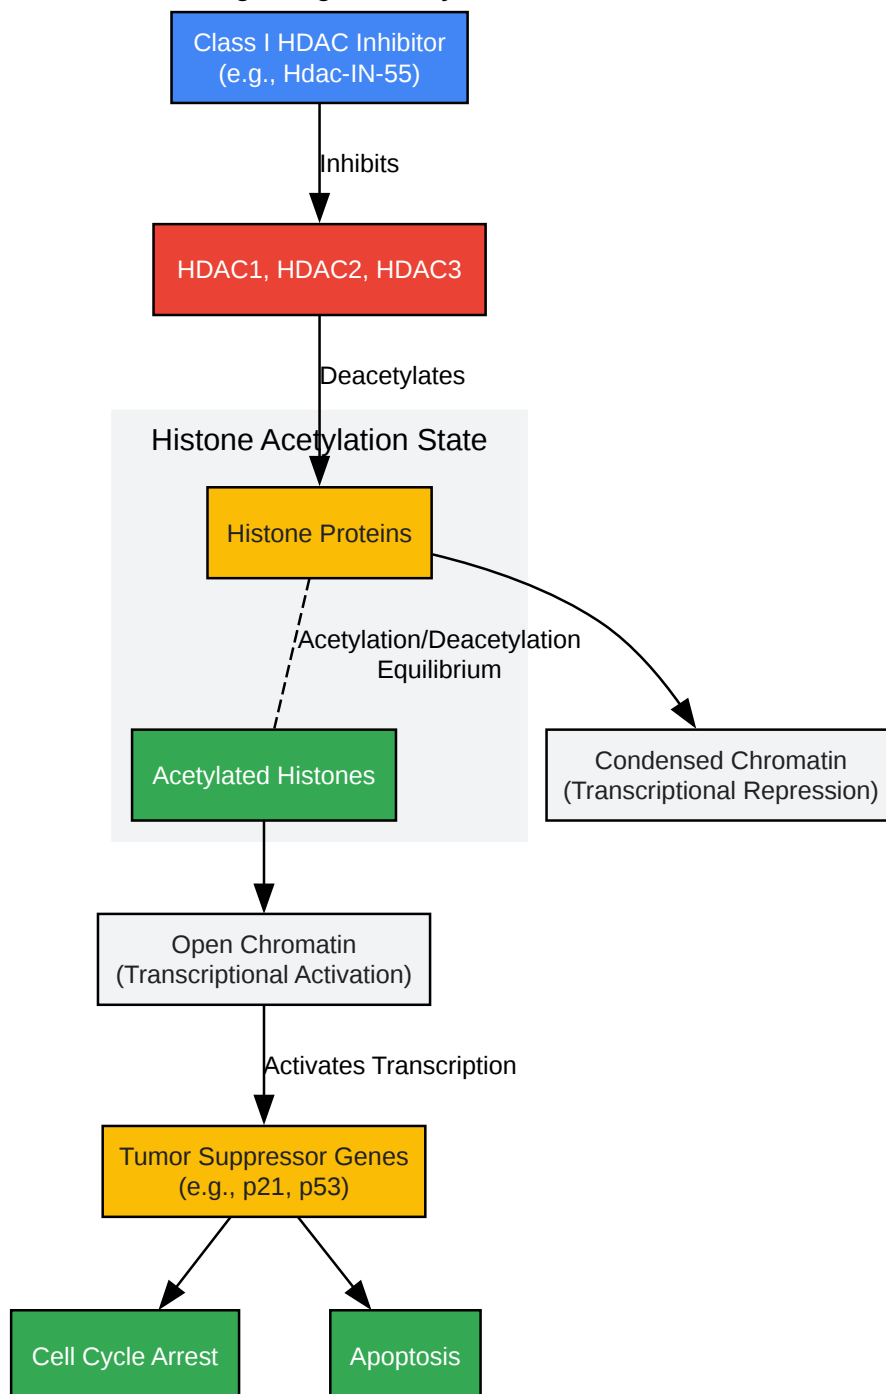 Class I HDAC Inhibitor
(e.g., Hdac-IN-55)
Inhibits
HDAC1, HDAC2, HDAC3
Deacetylates
Histone Acetylation State
Histone Proteins
Acetylation/Deacetylation
Equilibrium
Acetylated Histones
Condensed Chromatin
(Transcriptional Repression)
Open Chromatin
(Transcriptional Activation)
Activates Transcription
Tumor Suppressor Genes
(e.g., p21, p53)
Cell Cycle Arrest
Apoptosis